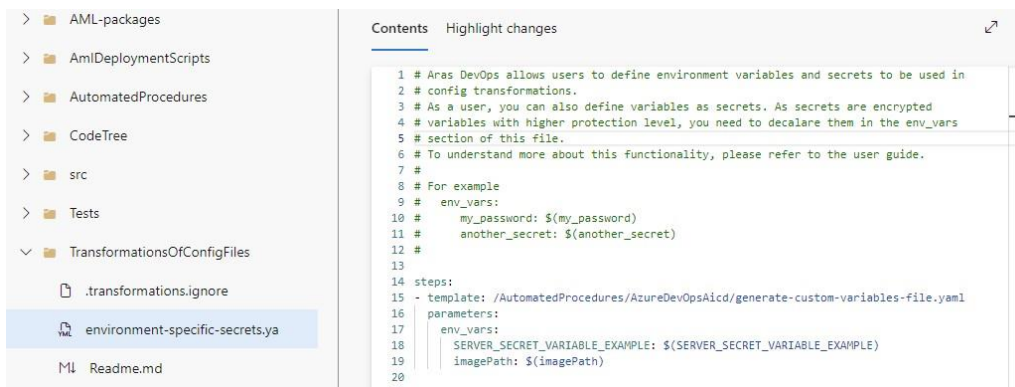 AML-packages
AmlDeploymentScripts
AutomatedProcedures
CodeTree
src
Tests
TransformationsOfConfigFiles
.transformations.ignore
YML environment-specific-secrets.ya
M↓ Readme.md
Contents Highlight changes
1 # Aras DevOps allows users to define environment variables and secrets to be used in
2 # config transformations.
3 # As a user, you can also define variables as secrets. As secrets are encrypted
4 # variables with higher protection level, you need to decalare them in the env_vars
5 # section of this file.
6 # To understand more about this functionality, please refer to the user guide.
7 #
8 # For example
9 #   env_vars:
10 #     my_password: $(my_password)
11 #     another_secret: $(another_secret)
12 #
13
14 steps:
15 - template: /AutomatedProcedures/AzureDevOpsAicd/generate-custom-variables-file.yaml
16   parameters:
17     env_vars:
18       SERVER_SECRET_VARIABLE_EXAMPLE: $(SERVER_SECRET_VARIABLE_EXAMPLE)
19       imagePath: $(imagePath)
20